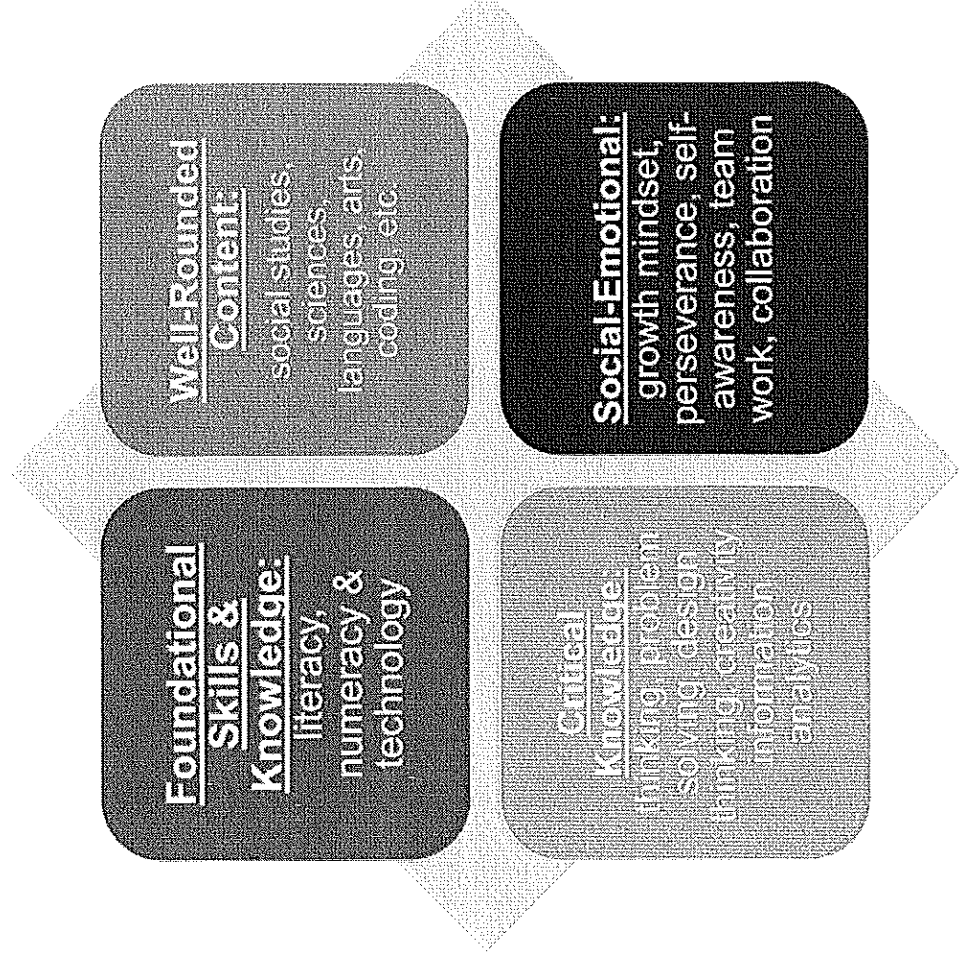 Foundational
Skills &
Knowledge:
literacy,
numeracy &
technology
Well-Rounded
Content:
social studies,
sciences,
languages, arts,
coding, etc.
Critical
Knowledge:
thinking, problem
solving, design
thinking, creativity
information
analytics
Social-Emotional:
growth mindset,
perseverance, self-
awareness, team
work, collaboration